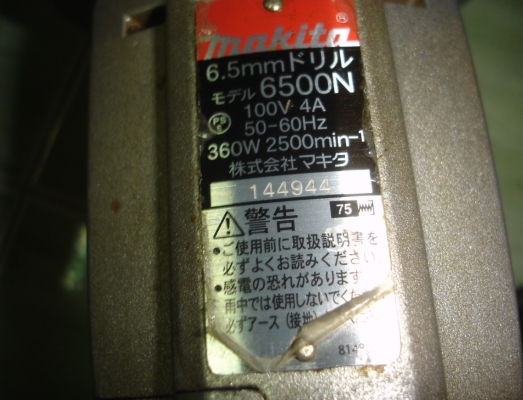 makita ®
6.5mmドリル
モデル 6500N
100V 4A
PS E
50-60Hz
360W 2500min-1
株式会社マキタ
144944
警告 75
•ご使用前に取扱説明書を
必ずよくお読みください
•感電の恐れがあります
雨中では使用しないでくだ
必ずアース (接地)
814